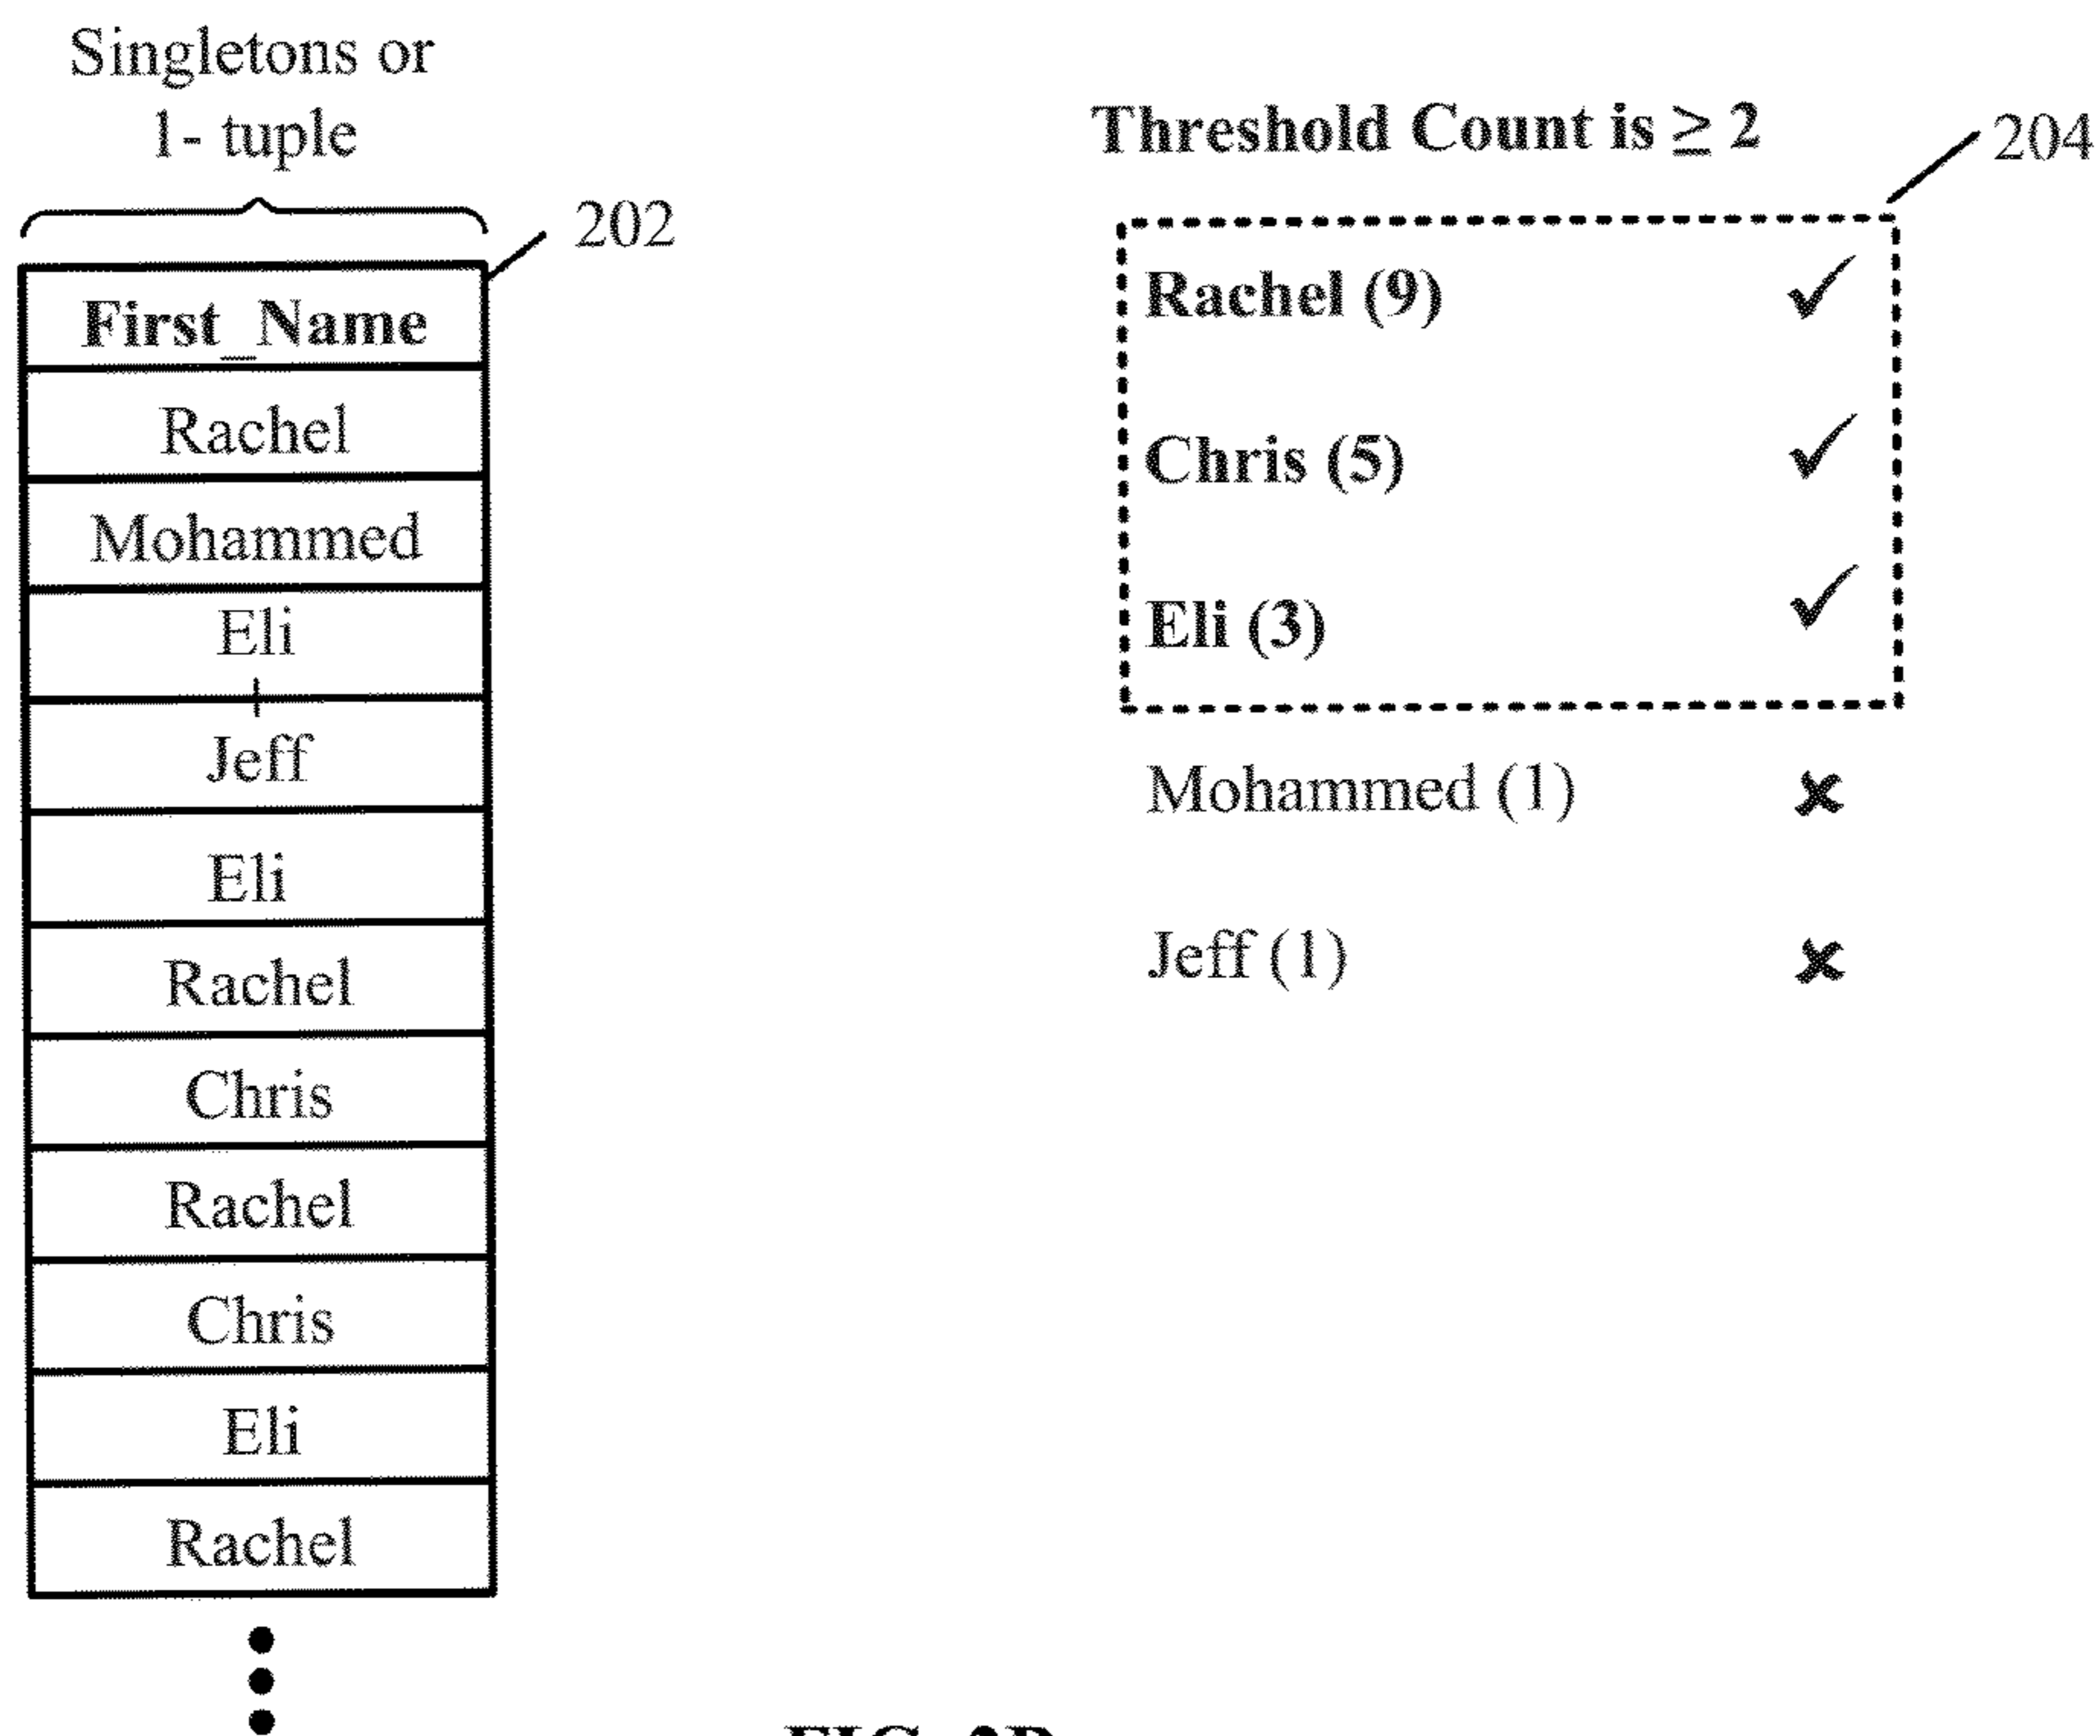 Singletons or
1- tuple
202
First_Name
Rachel
Mohammed
Eli
Jeff
Eli
Rachel
Chris
Rachel
Chris
Eli
Rachel
Threshold Count is ≥ 2
204
Rachel (9) ✓
Chris (5) ✓
Eli (3) ✓
Mohammed (1) ✘
Jeff (1) ✘